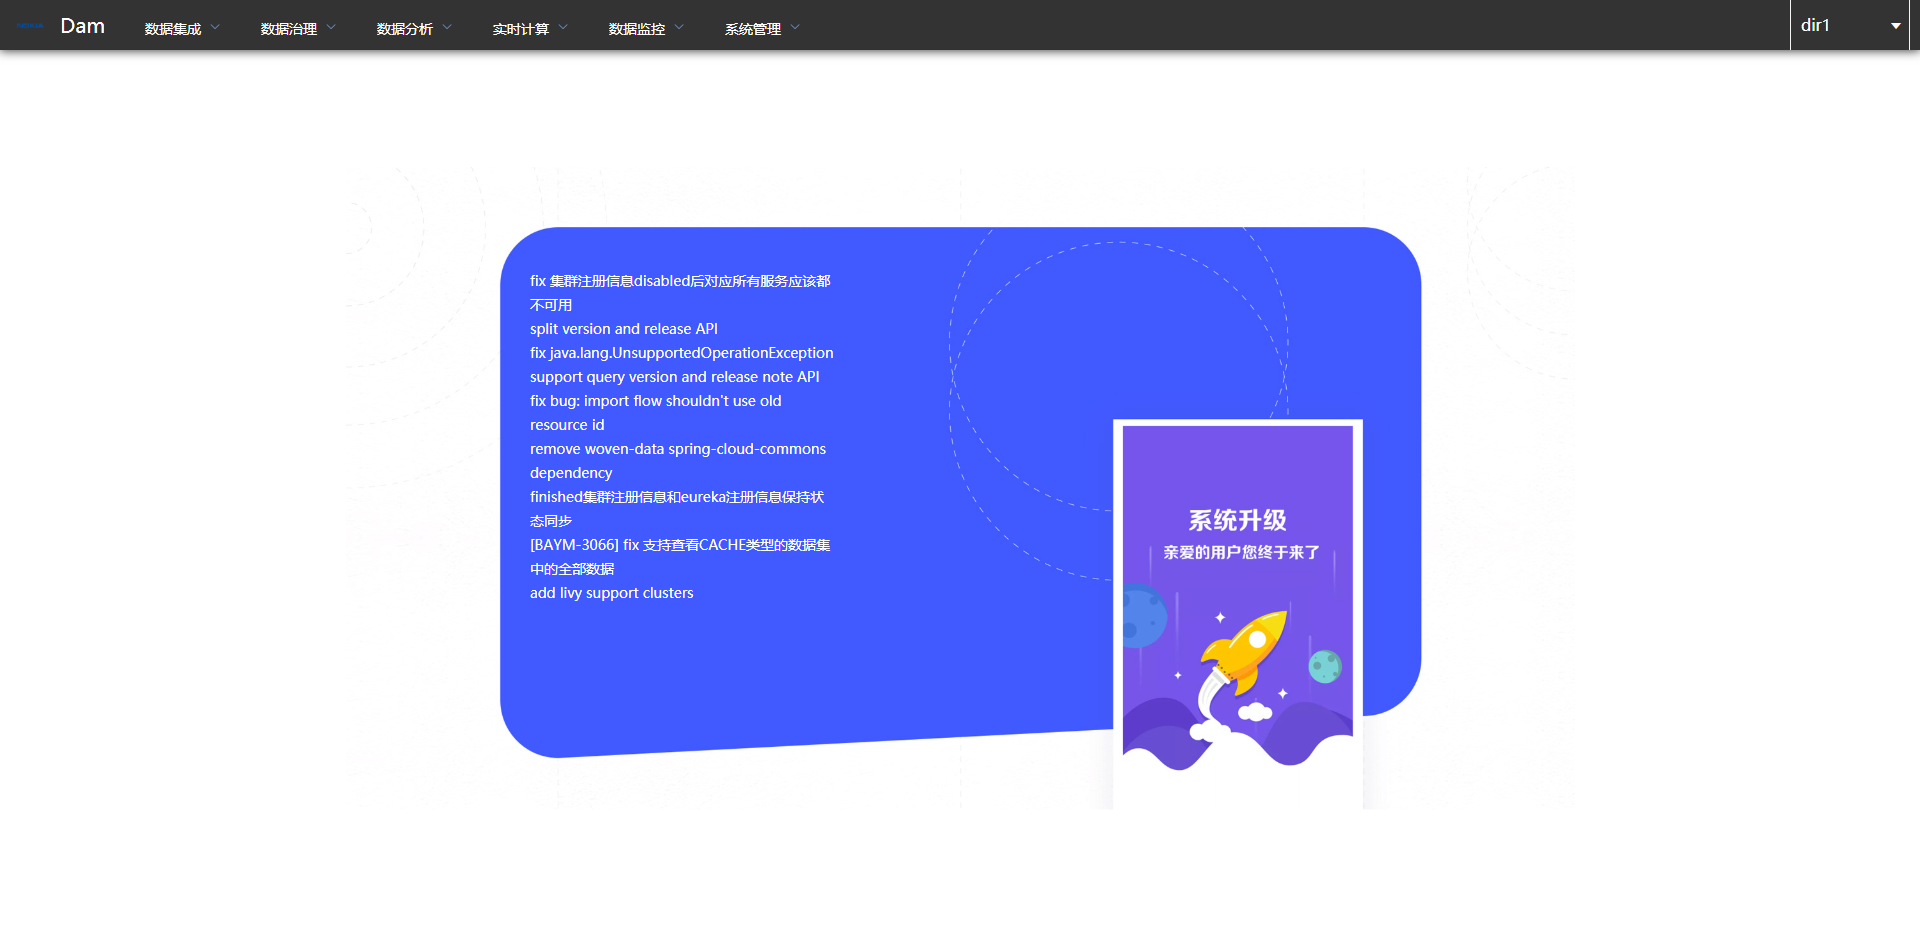 Dam
数据集成
数据治理
数据分析
实时计算
数据监控
系统管理
dir1
fix 集群注册信息disabled后对应所有服务应该都
不可用
split version and release API
fix java.lang.UnsupportedOperationException
support query version and release note API
fix bug: import flow shouldn't use old
resource id
remove woven-data spring-cloud-commons
dependency
finished集群注册信息和eureka注册信息保持状
态同步
[BAYM-3066] fix 支持查看CACHE类型的数据集
中的全部数据
add livy support clusters
系统升级
亲爱的用户您终于来了